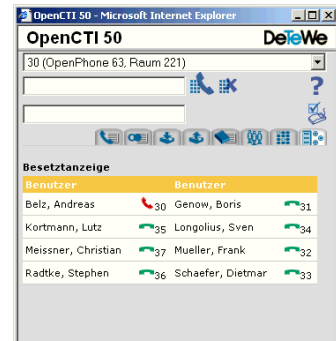 OpenCTI 50 - Microsoft Internet Explorer
OpenCTI 50 DeTeWe
30 (OpenPhone 63, Raum 221)
?
Besetztanzeige
Benutzer Benutzer
Belz, Andreas 30 Genow, Boris 31
Kortmann, Lutz 35 Longolius, Sven 34
Meissner, Christian 37 Mueller, Frank 32
Radtke, Stephen 36 Schaefer, Dietmar 33